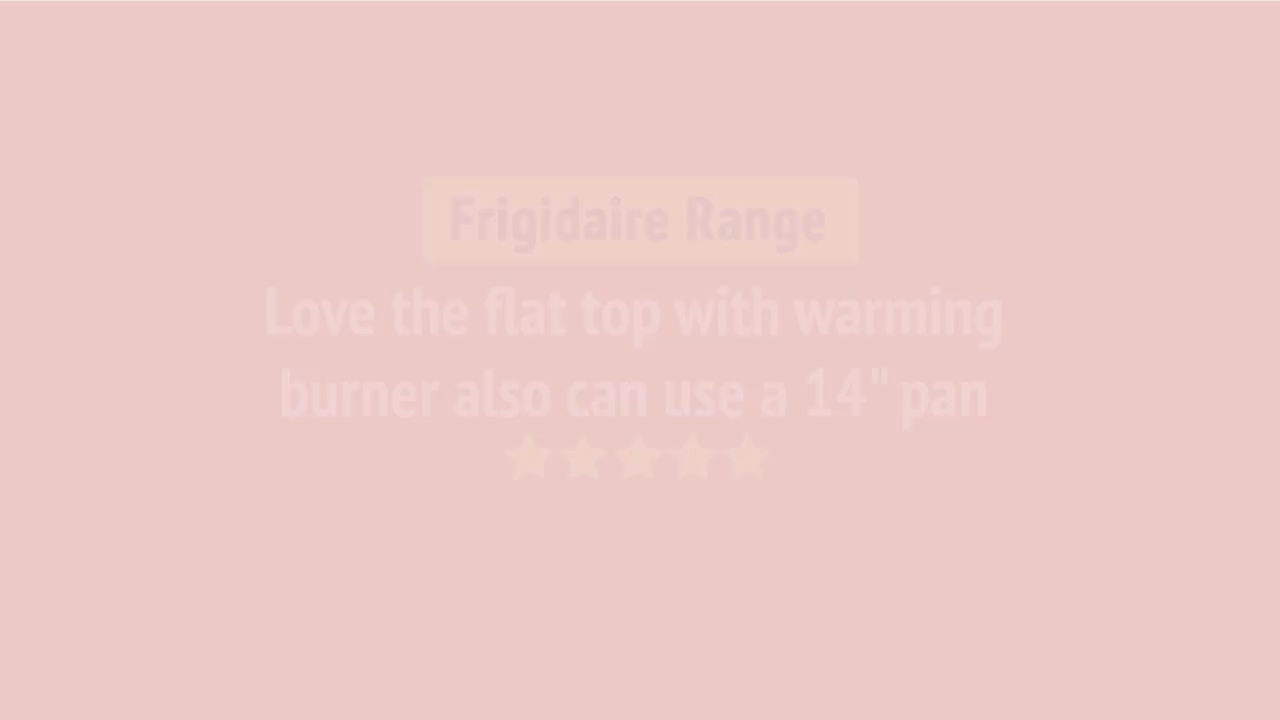 Frigidaire Range
Love the flat top with warming
burner also can use a 14" pan